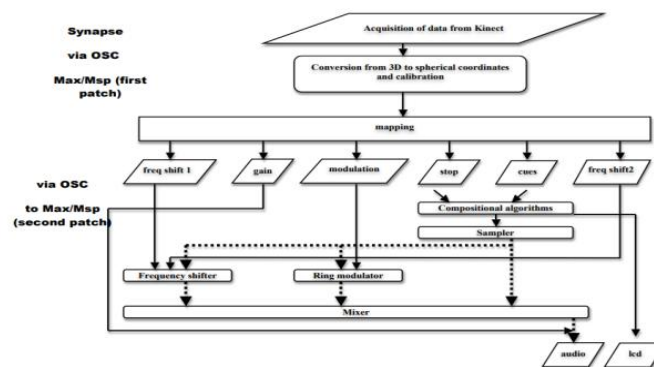 Synapse
via OSC
Max/Msp (first
patch)
Acquisition of data from Kinect
Conversion from 3D to spherical coordinates
and calibration
mapping
freq shift 1
gain
modulation
stop
cues
freq shift2
via OSC
to Max/Msp
(second patch)
Compositional algorithms
Sampler
Frequency shifter
Ring modulator
Mixer
audio
lcd